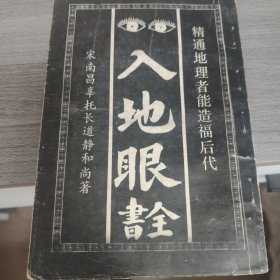 精通地理者能造福后代
入地眼全書
宋南昌辜托长道静和尚著